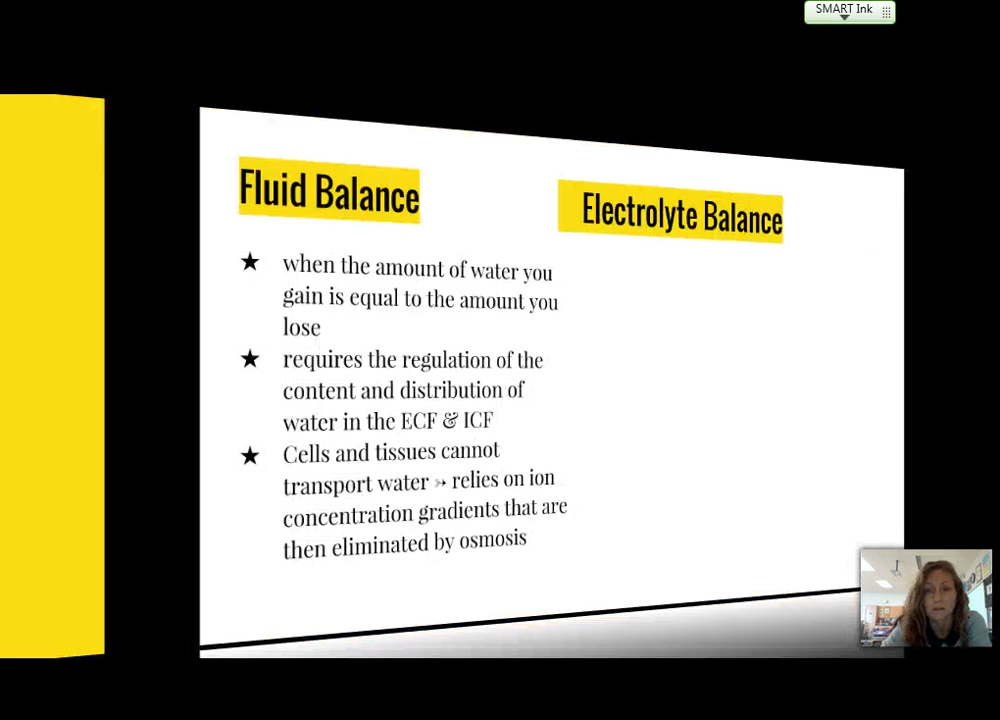 SMART Ink
Fluid Balance
Electrolyte Balance
★ when the amount of water you
gain is equal to the amount you
lose
★ requires the regulation of the
content and distribution of
water in the ECF & ICF
★ Cells and tissues cannot
transport water ↣ relies on ion
concentration gradients that are
then eliminated by osmosis